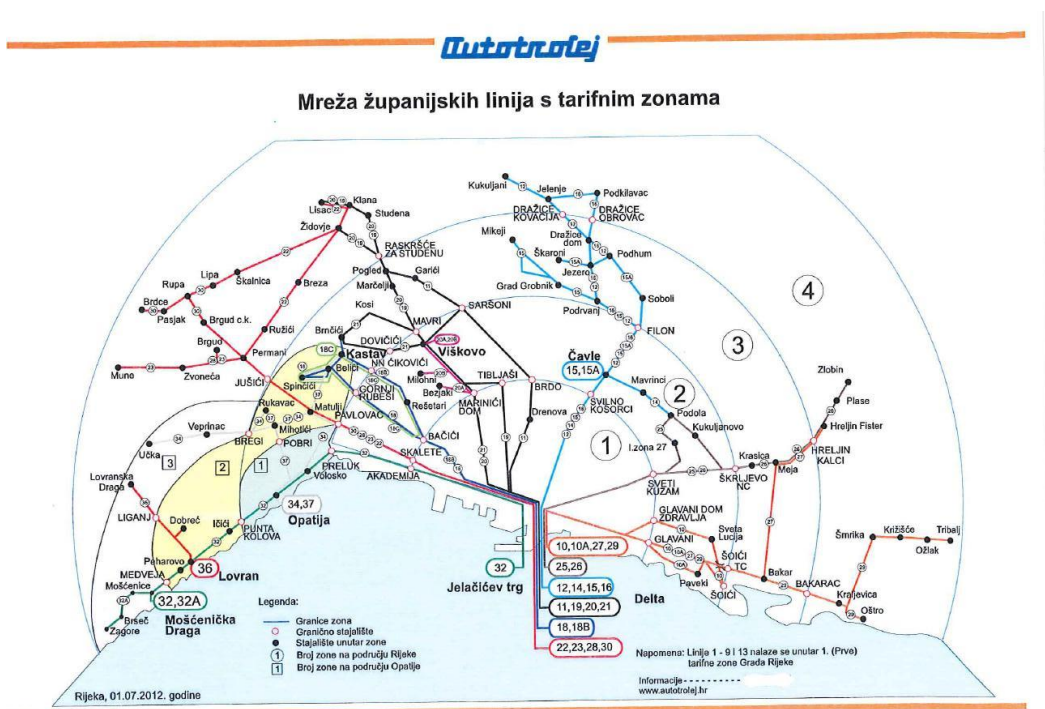 Autotrolej
Mreža županijskih linija s tarifnim zonama
Kukuljani
Jelenje
Podkilavac
DRAŽICE
KOVACIJA
DRAŽICE
OBROVAC
Mikeji
Dražice
dom
Škaroni
Podhum
Jezero
Grad Grobnik
Soboli
Podrvanj
FILON
Lisac
Klana
Studena
Židovje
RASKRŠĆE
ZA STUDENU
Lipa
Škalnica
Rupa
Breza
Pogled
Garići
Marčelji
Brdce
Pasjak
Brgud c.k.
Ružići
Kosi
SARŠONI
Brgud
Permani
Brnčići
MAVRI
DOVIČIĆI
Mune
Zvoneća
JUŠIĆI
18C
Kastav
NN ČIKOVIĆI
20A,20B
Viškovo
Čavle
15,15A
Spinčići
Belići
Milohni
TIBLJAŠI
BRDO
Mavrinci
Bezjaki
GORNJI
RUBEŠI
MARINIĆI
DOM
SVILNO
KOSORCI
Zlobin
Rukavac
Matulji
Rešetari
Drenova
Podola
Plase
Veprinac
PAVLOVAC
Kukuljanovo
Hreljin Fister
Mihotići
BREGI
POBRI
BAČIĆI
I.zona 27
Učka
HRELJIN
KALCI
PRELUK
SKALETE
Krasica
Meja
Volosko
AKADEMIJA
SVETI
KUZAM
ŠKRLJEVO
NC
Lovranska
Draga
34,37
Opatija
LIGANJ
Dobreć
Ičići
PUNTA
KOLOVA
GLAVANI DOM
ZDRAVLJA
Sveta
Lucija
Šmrika
Križišće
Tribalj
GLAVANI
Ožlak
Peharovo
36
Lovran
32
Jelačićev trg
10,10A,27,29
ŠOIĆI
TC
MEDVEJA
25,26
Paveki
Bakar
BAKARAC
Mošćenice
12,14,15,16
ŠOIĆI
Kraljevica
32,32A
Mošćenička
Draga
11,19,20,21
Delta
Oštro
Brseč
Zagore
18,18B
22,23,28,30
1
2
3
4
1
2
3
Legenda:
Granice zona
Granično stajalište
Stajalište unutar zone
1 Broj zone na području Rijeke
1 Broj zone na području Opatije
Napomena: Linije 1 - 9 i 13 nalaze se unutar 1. (Prve)
tarifne zone Grada Rijeke
Informacije - - - - - - - - - - -
www.autotrolej.hr
Rijeka, 01.07.2012. godine